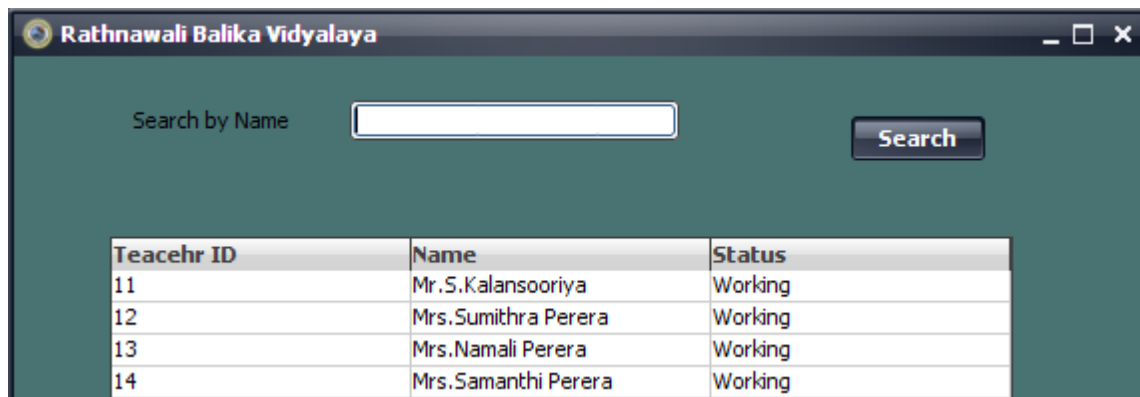 Rathnawali Balika Vidyalaya
Search by Name
Search
Teacehr ID Name Status
11 Mr.S.Kalansooriya Working
12 Mrs.Sumithra Perera Working
13 Mrs.Namali Perera Working
14 Mrs.Samanthi Perera Working